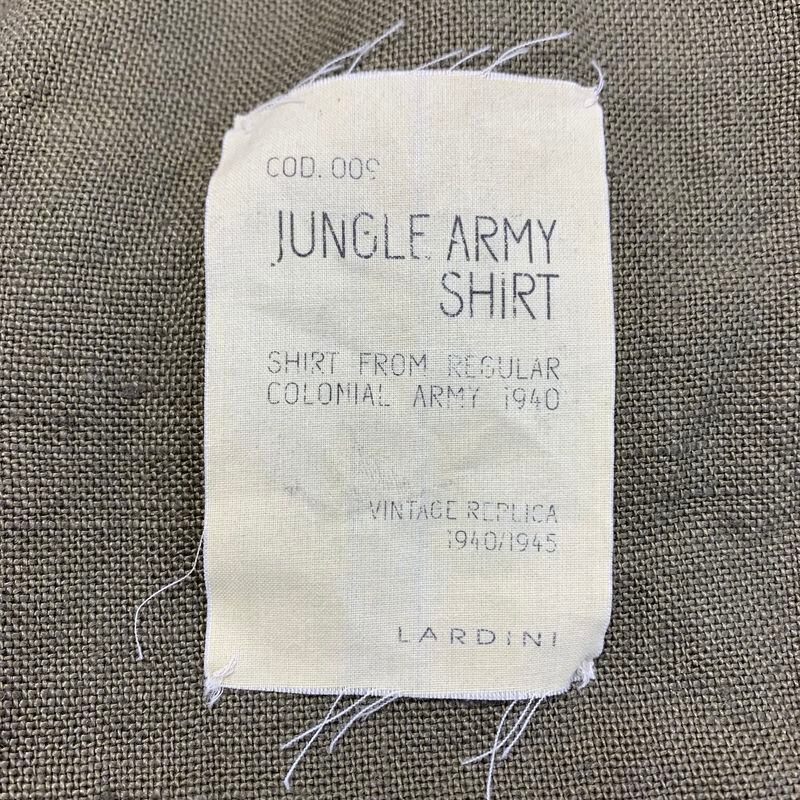 COD. 009
JUNGLE ARMY
SHiRT
SHIRT FROM REGULAR
COLONIAL ARMY 1940
VINTAGE REPLICA
1940/1945
LARDINI